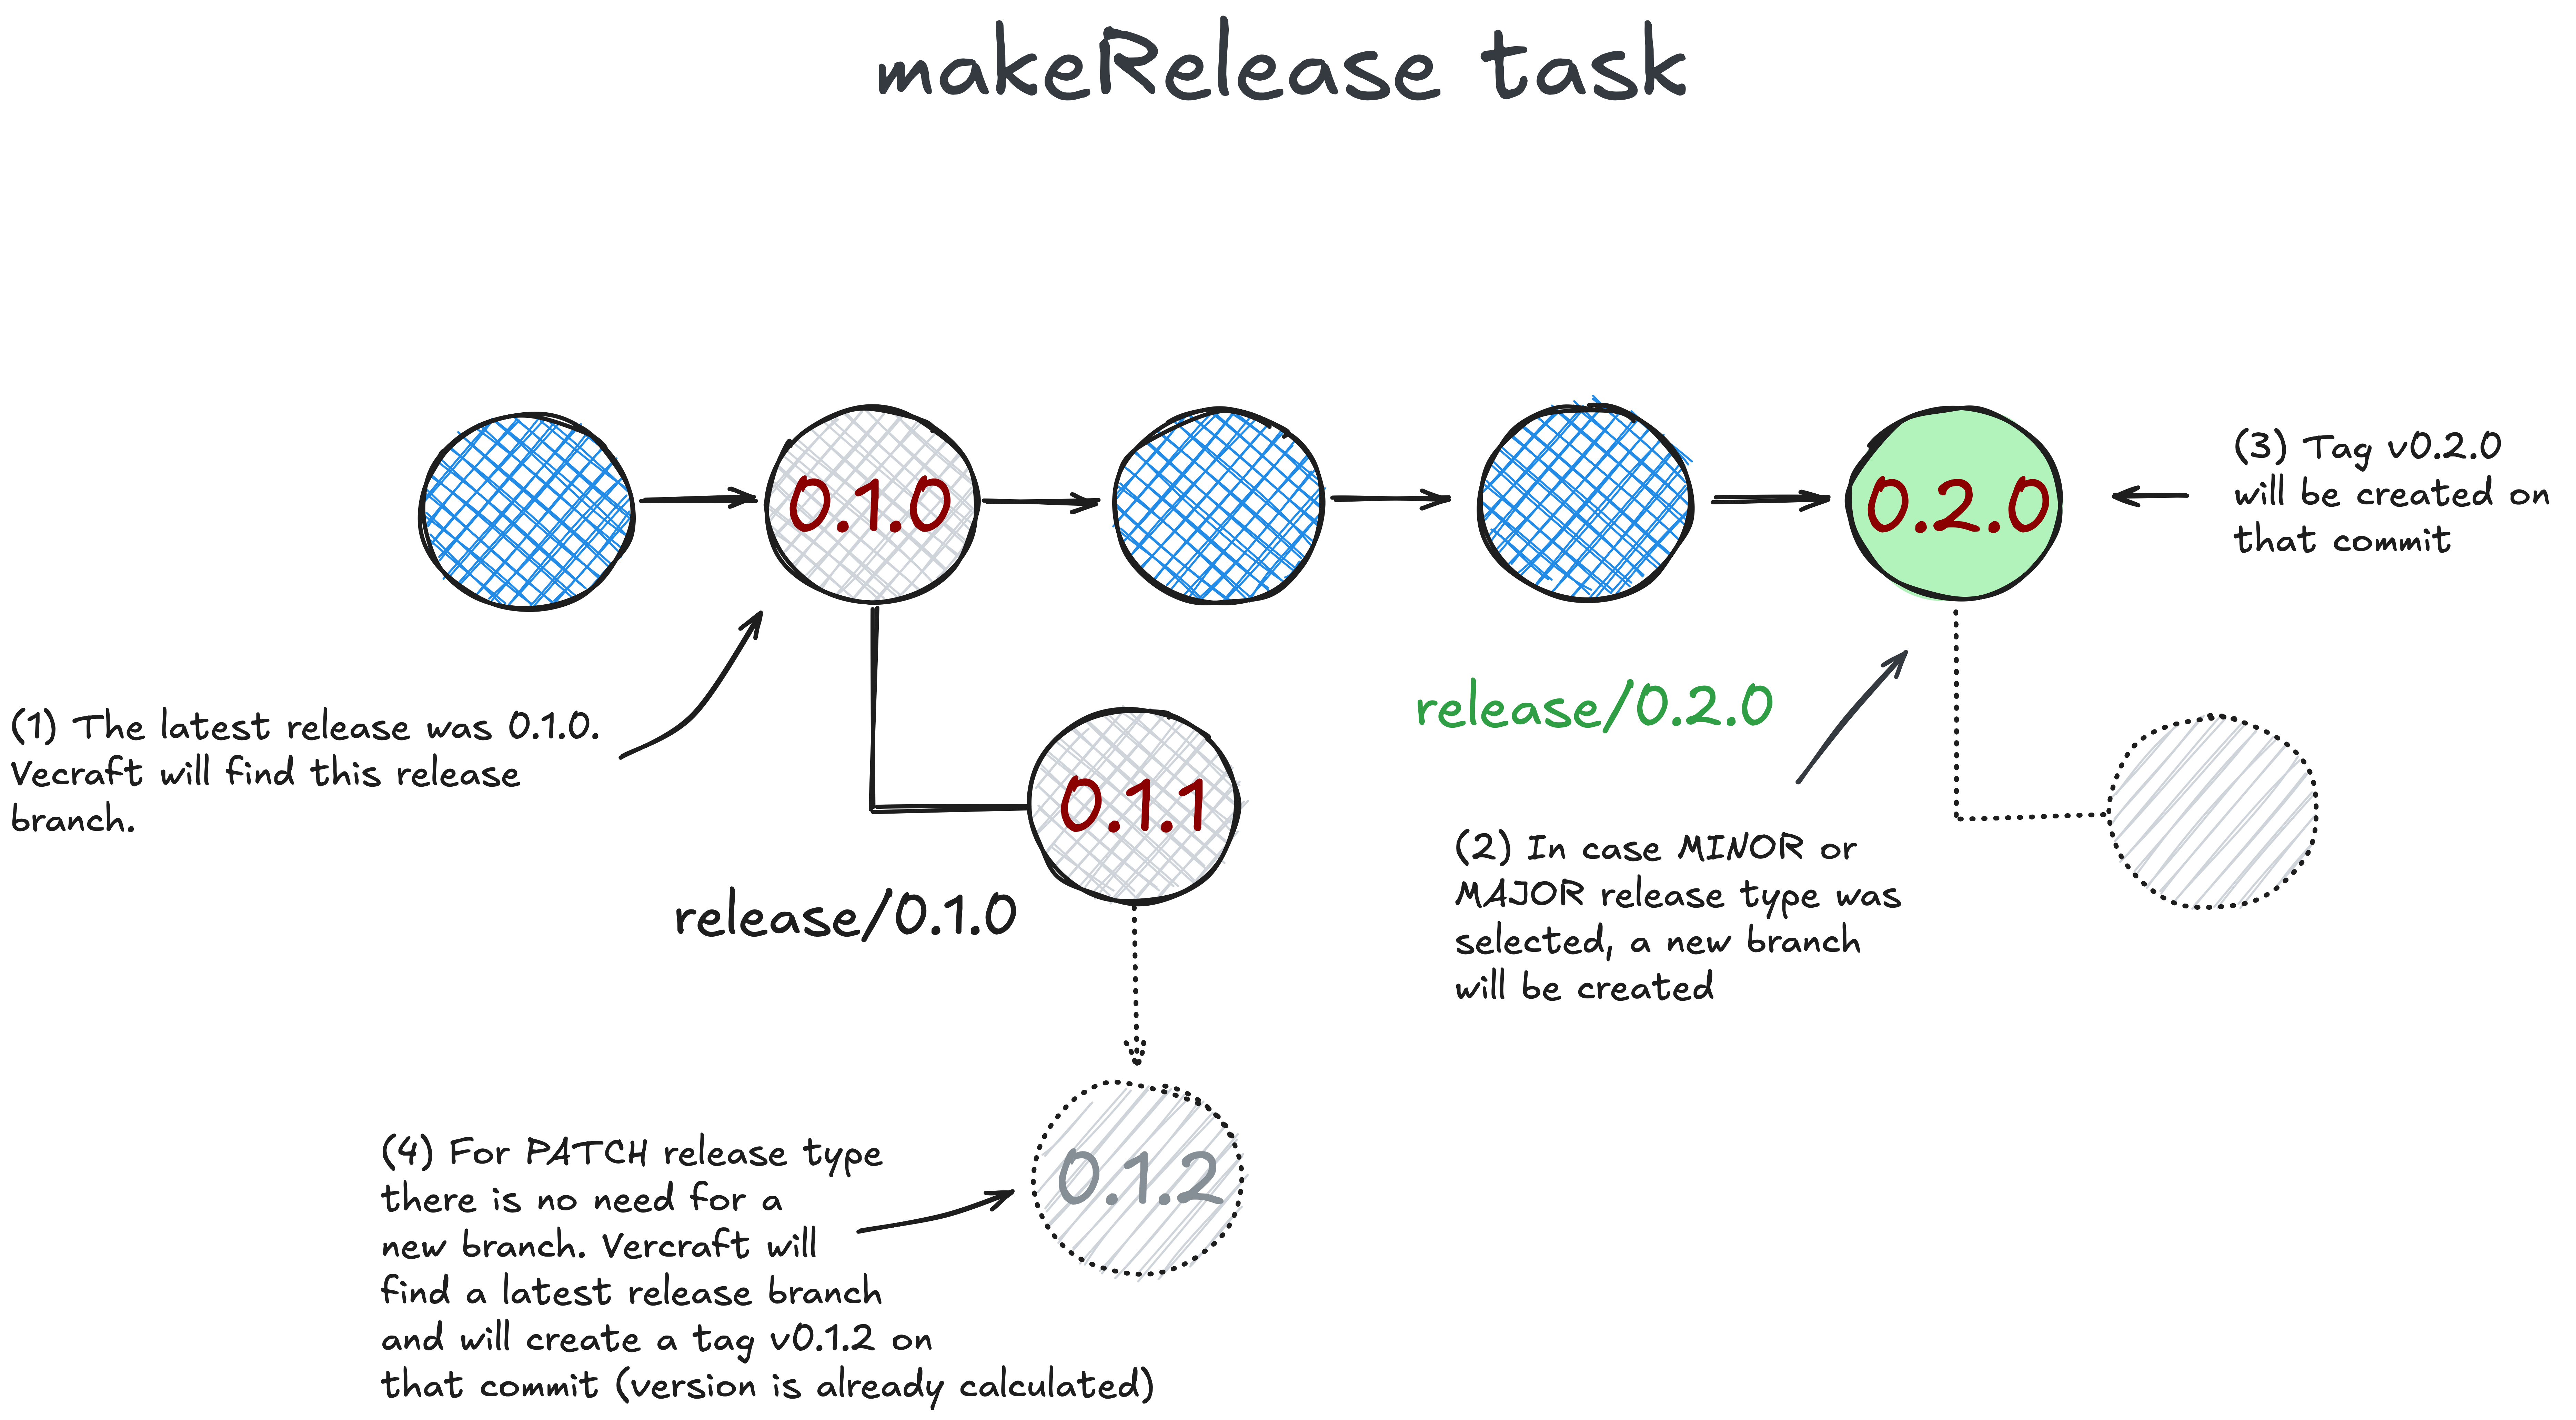 makeRelease task
0.1.0
0.2.0
(3) Tag v0.2.0
will be created on
that commit
(1) The latest release was 0.1.0.
Vecraft will find this release
branch.
release/0.2.0
0.1.1
release/0.1.0
(2) In case MINOR or
MAJOR release type was
selected, a new branch
will be created
(4) For PATCH release type
there is no need for a
new branch. Vercraft will
find a latest release branch
and will create a tag v0.1.2 on
that commit (version is already calculated)
0.1.2